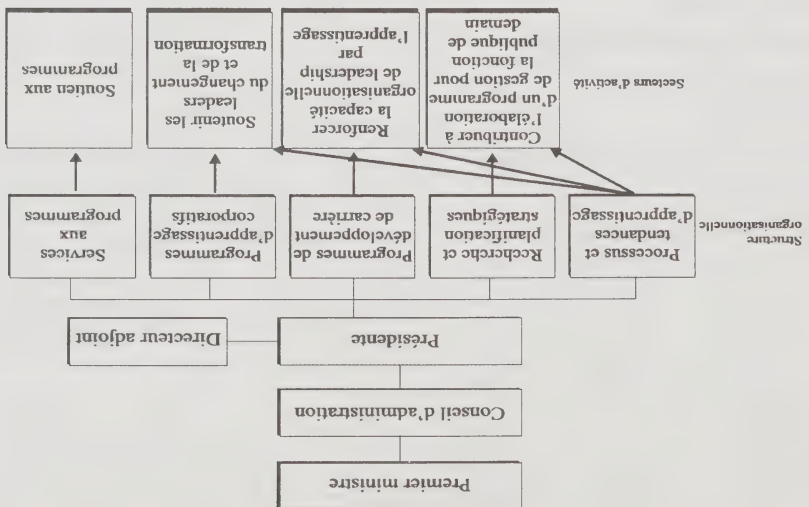 Premier ministre
Conseil d'administration
Présidente
Directeur adjoint
Structure
organisationnelle
Processus et
tendances
d'apprentissage
Recherche et
planification
stratégiques
Programmes de
développement
de carrière
Programmes
d'apprentissage
corporatifs
Services
aux
programmes
Secteurs d'activité
Contribuer à
l'élaboration
d'un programme
de gestion pour
la fonction
publique de
demain
Renforcer
la capacité
organisationnelle
de leadership
par
l'apprentissage
Soutenir les
leaders
du changement
et de la
transformation
Soutien aux
programmes